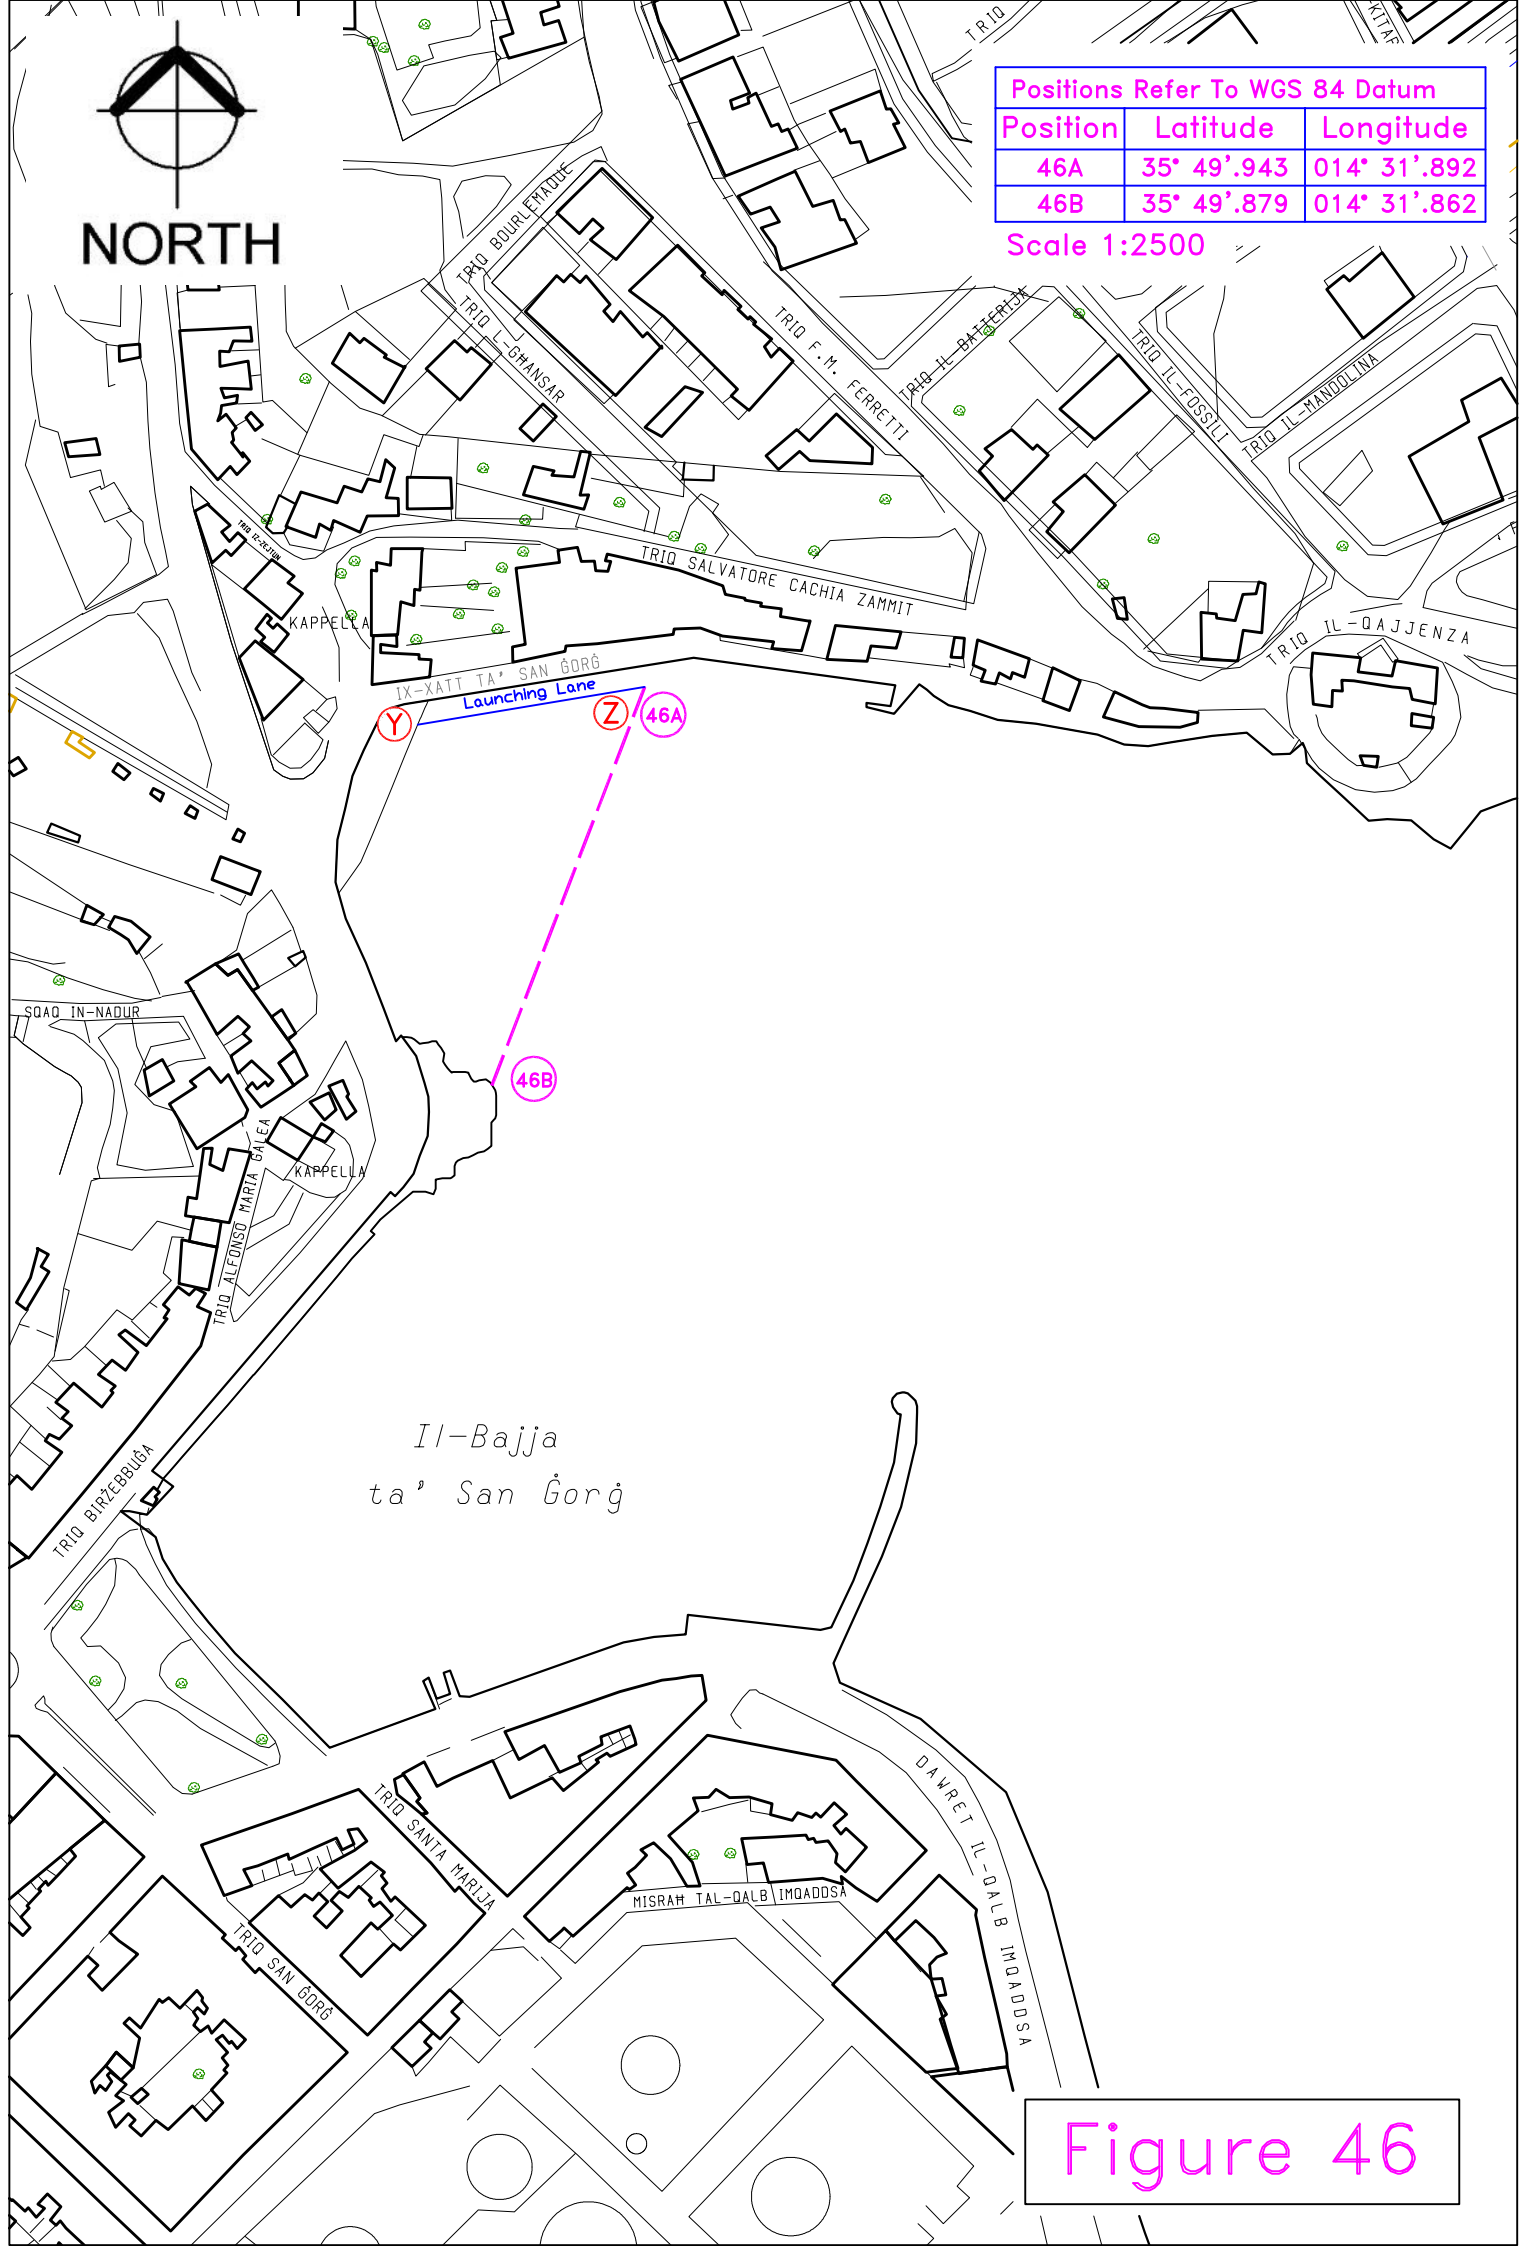 NORTH
TRIQ
Positions Refer To WGS 84 Datum
Position Latitude Longitude
46A 35° 49'.943 014° 31'.892
46B 35° 49'.879 014° 31'.862
Scale 1:2500
TRIQ BOURLEMAQUE
TRIQ L-GĦANSAR
TRIQ F.M. FERRETTI
TRIQ IL BATTERIJA
TRIQ IL-FOSSILI
TRIQ IL-MANDOLINA
TRIQ IZ-ZEJTUN
TRIQ SALVATORE CACHIA ZAMMIT
KAPPELLA
TRIQ IL-QAJJENZA
IX-XATT TA' SAN ĠORĠ
Launching Lane
Y
Z
46A
46B
SQAQ IN-NADUR
KAPPELLA
TRIQ ALFONSO MARIA GALEA
TRIQ BIRŻEBBUĠA
Il-Bajja
ta' San Ġorġ
TRIQ SANTA MARIJA
TRIQ SAN ĠORĠ
MISRAĦ TAL-QALB IMQADDSA
DAWRET IL-QALB IMQADDSA
Figure 46